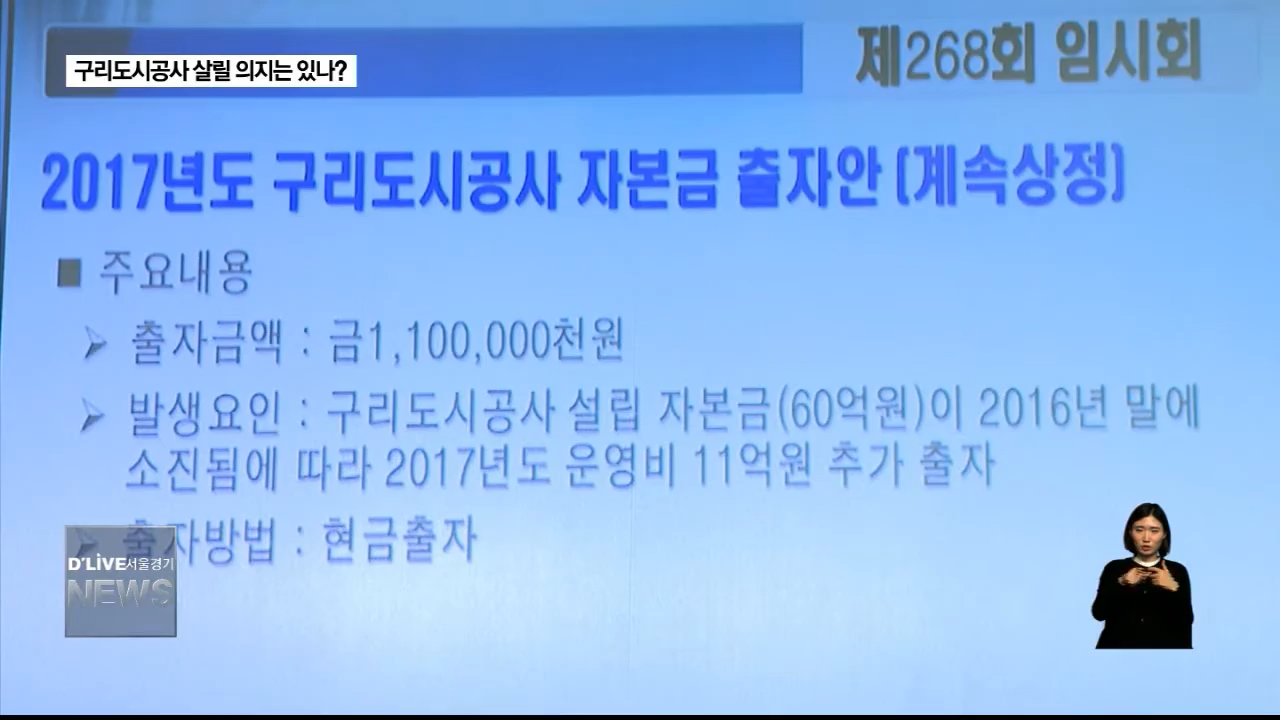 구리도시공사 살릴 의지는 있나?
제268회 임시회
2017년도 구리도시공사 자본금 출자안 (계속상정)
■ 주요내용
➢ 출자금액 : 금1,100,000천원
➢ 발생요인 : 구리도시공사 설립 자본금(60억원)이 2016년 말에
소진됨에 따라 2017년도 운영비 11억원 추가 출자
➢ 출자방법 : 현금출자
D'LIVE서울경기
NEWS